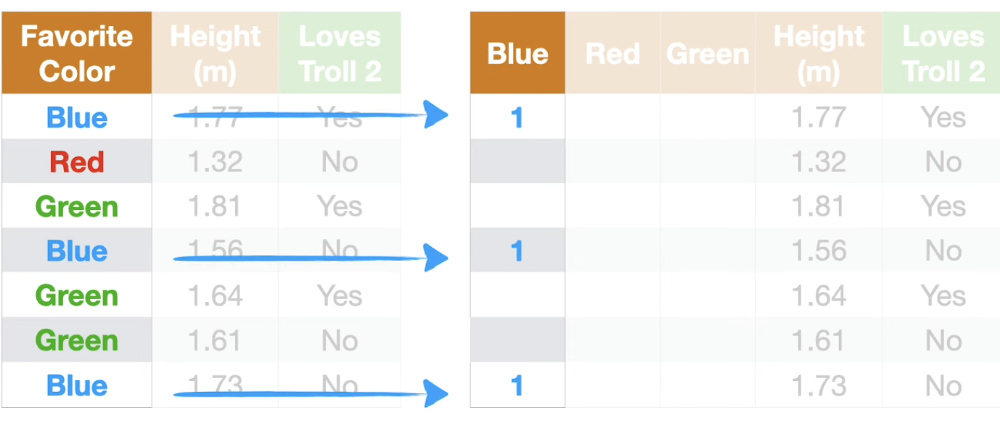 Favorite Color Height (m) Loves Troll 2
Blue 1.77 Yes
Red 1.32 No
Green 1.81 Yes
Blue 1.56 No
Green 1.64 Yes
Green 1.61 No
Blue 1.73 No
Blue Red Green Height (m) Loves Troll 2
1 1.77 Yes
1.32 No
1.81 Yes
1 1.56 No
1.64 Yes
1.61 No
1 1.73 No